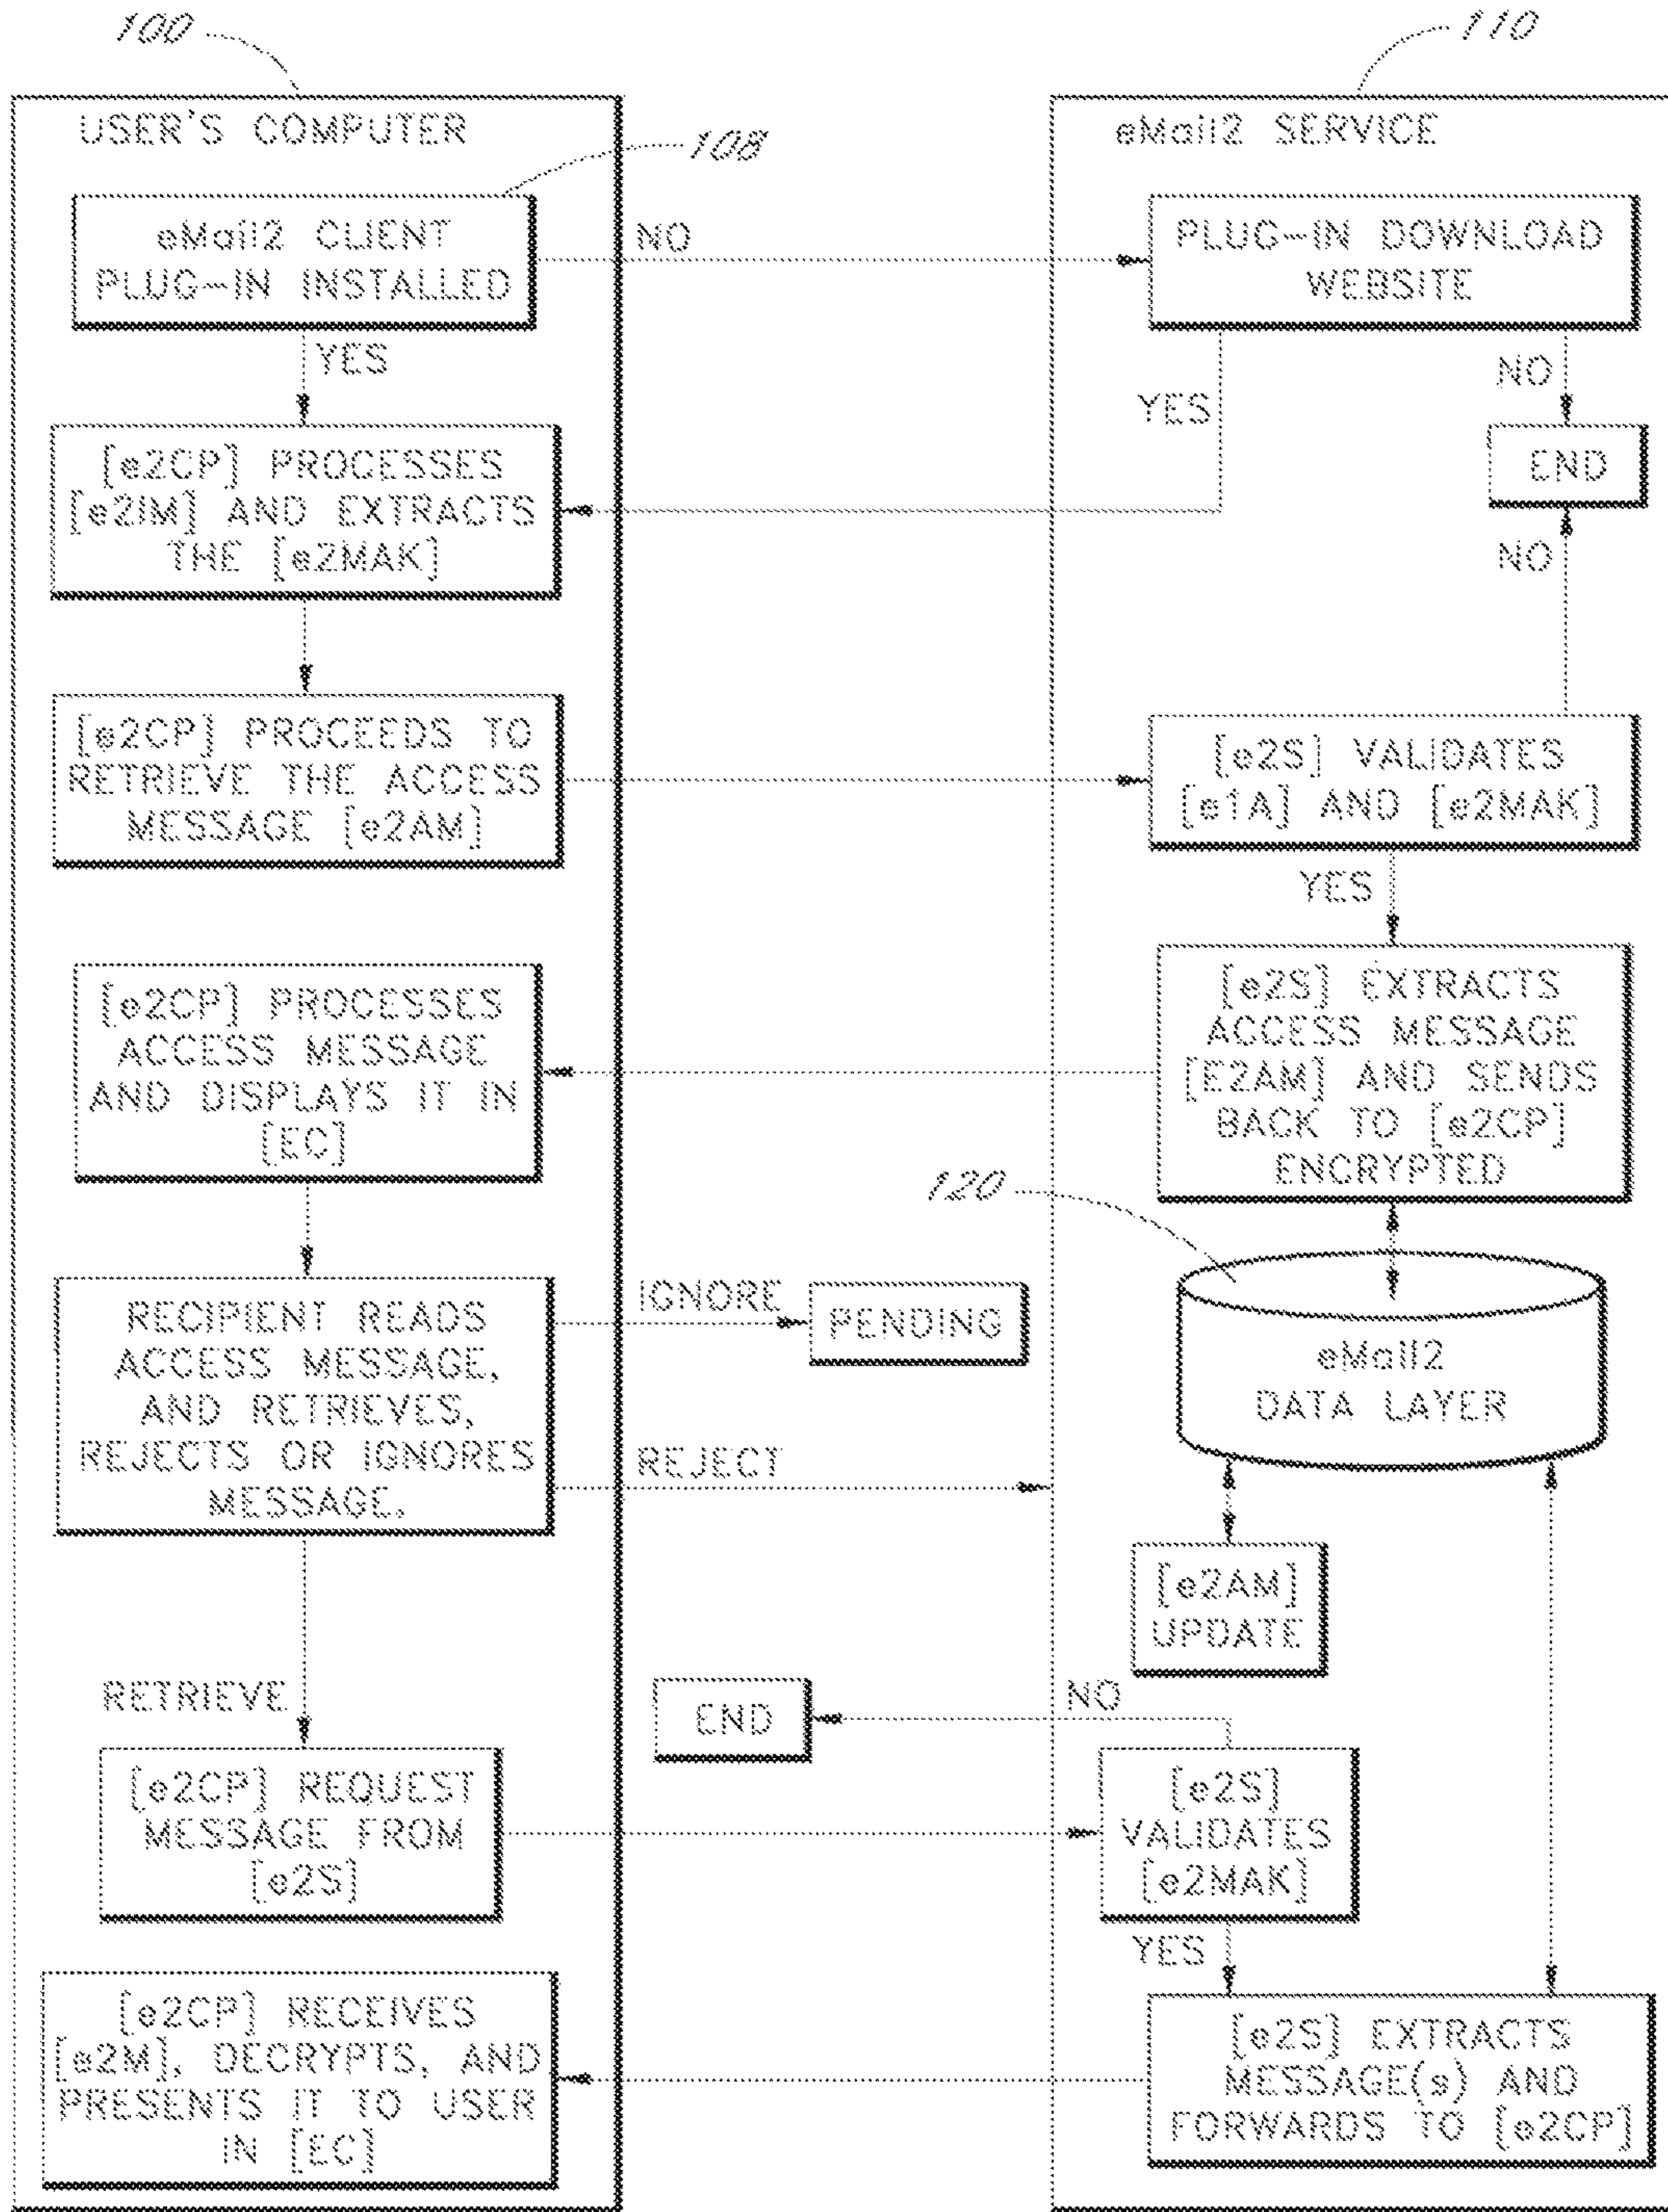 100
110
USER'S COMPUTER
eMail2 SERVICE
108
eMail2 CLIENT
PLUG-IN INSTALLED
NO
PLUG-IN DOWNLOAD
WEBSITE
YES
NO
YES
END
[e2CP] PROCESSES
[e2IM] AND EXTRACTS
THE [e2MAK]
NO
[e2CP] PROCEEDS TO
RETRIEVE THE ACCESS
MESSAGE [e2AM]
[e2S] VALIDATES
[e1A] AND [e2MAK]
YES
[e2CP] PROCESSES
ACCESS MESSAGE
AND DISPLAYS IT IN
[EC]
[e2S] EXTRACTS
ACCESS MESSAGE
[E2AM] AND SENDS
BACK TO [e2CP]
ENCRYPTED
120
RECIPIENT READS
ACCESS MESSAGE,
AND RETRIEVES,
REJECTS OR IGNORES
MESSAGE.
IGNORE
PENDING
REJECT
eMail2
DATA LAYER
[e2AM]
UPDATE
RETRIEVE
END
NO
[e2CP] REQUEST
MESSAGE FROM
[e2S]
[e2S]
VALIDATES
[e2MAK]
YES
[e2CP] RECEIVES
[e2M], DECRYPTS, AND
PRESENTS IT TO USER
IN [EC]
[e2S] EXTRACTS
MESSAGE(s) AND
FORWARDS TO [e2CP]